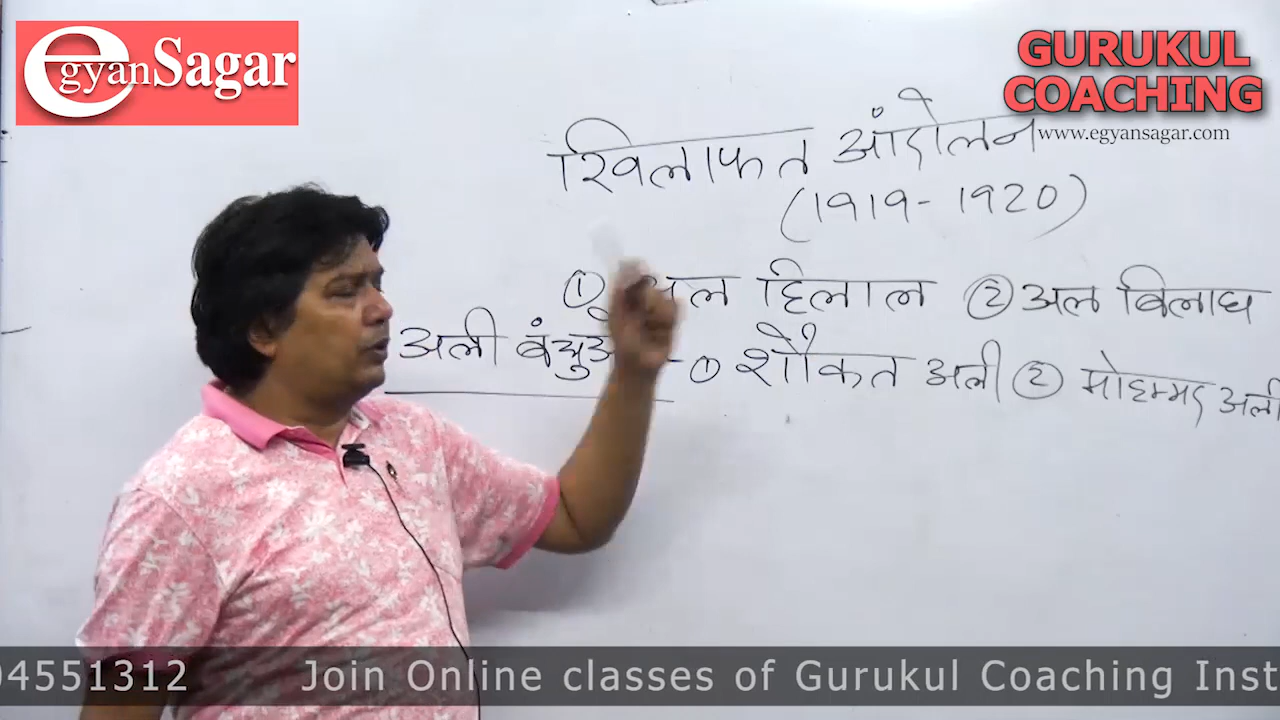 egyanSagar
GURUKUL
COACHING
www.egyansagar.com
खिलाफत आंदोलन
(1919-1920)
① अल हिलाल ② अल बिलाघ
अली बंधुओ - ① शौकत अली ② मोहम्मद अली
04551312 Join Online classes of Gurukul Coaching Inst